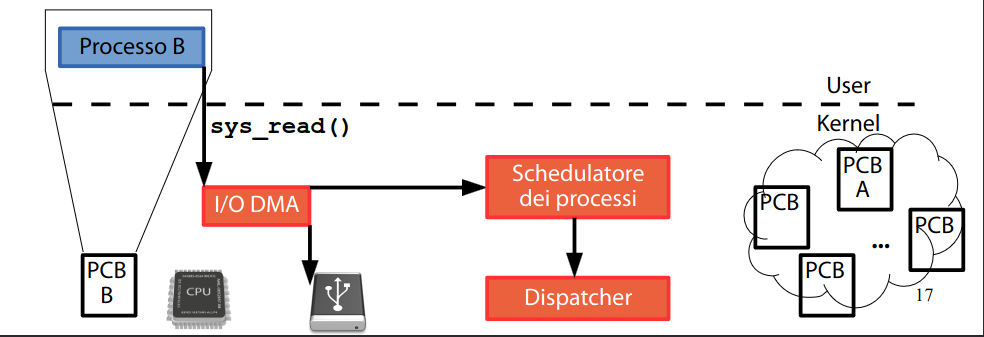 Processo B
User
sys_read()
Kernel
I/O DMA
Schedulatore
dei processi
PCB
A
PCB
PCB
...
PCB
B
CPU
Dispatcher
PCB
17